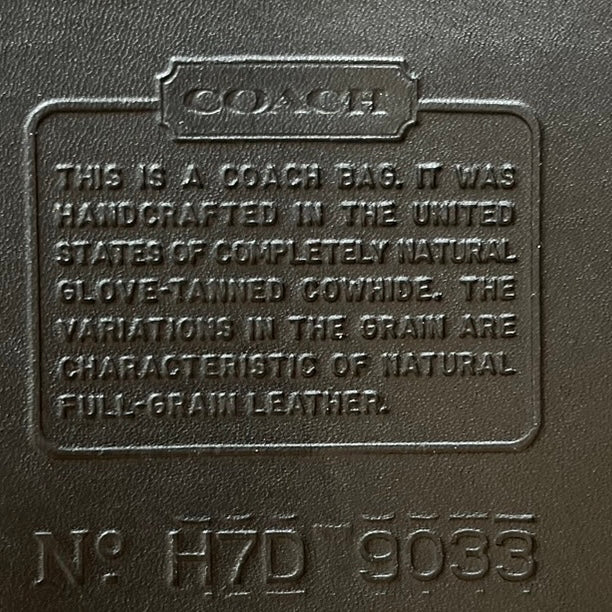 COACH
THIS IS A COACH BAG. IT WAS
HANDCRAFTED IN THE UNITED
STATES OF COMPLETELY NATURAL
GLOVE-TANNED COWHIDE. THE
VARIATIONS IN THE GRAIN ARE
CHARACTERISTIC OF NATURAL
FULL-GRAIN LEATHER.
Nº H7D 9033